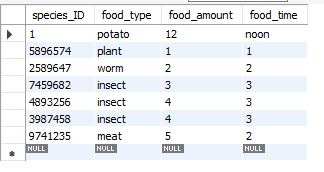 species_ID food_type food_amount food_time
1 potato 12 noon
5896574 plant 1 1
2589647 worm 2 2
7459682 insect 3 3
4893256 insect 4 3
3987458 insect 4 3
9741235 meat 5 2
NULL NULL NULL NULL